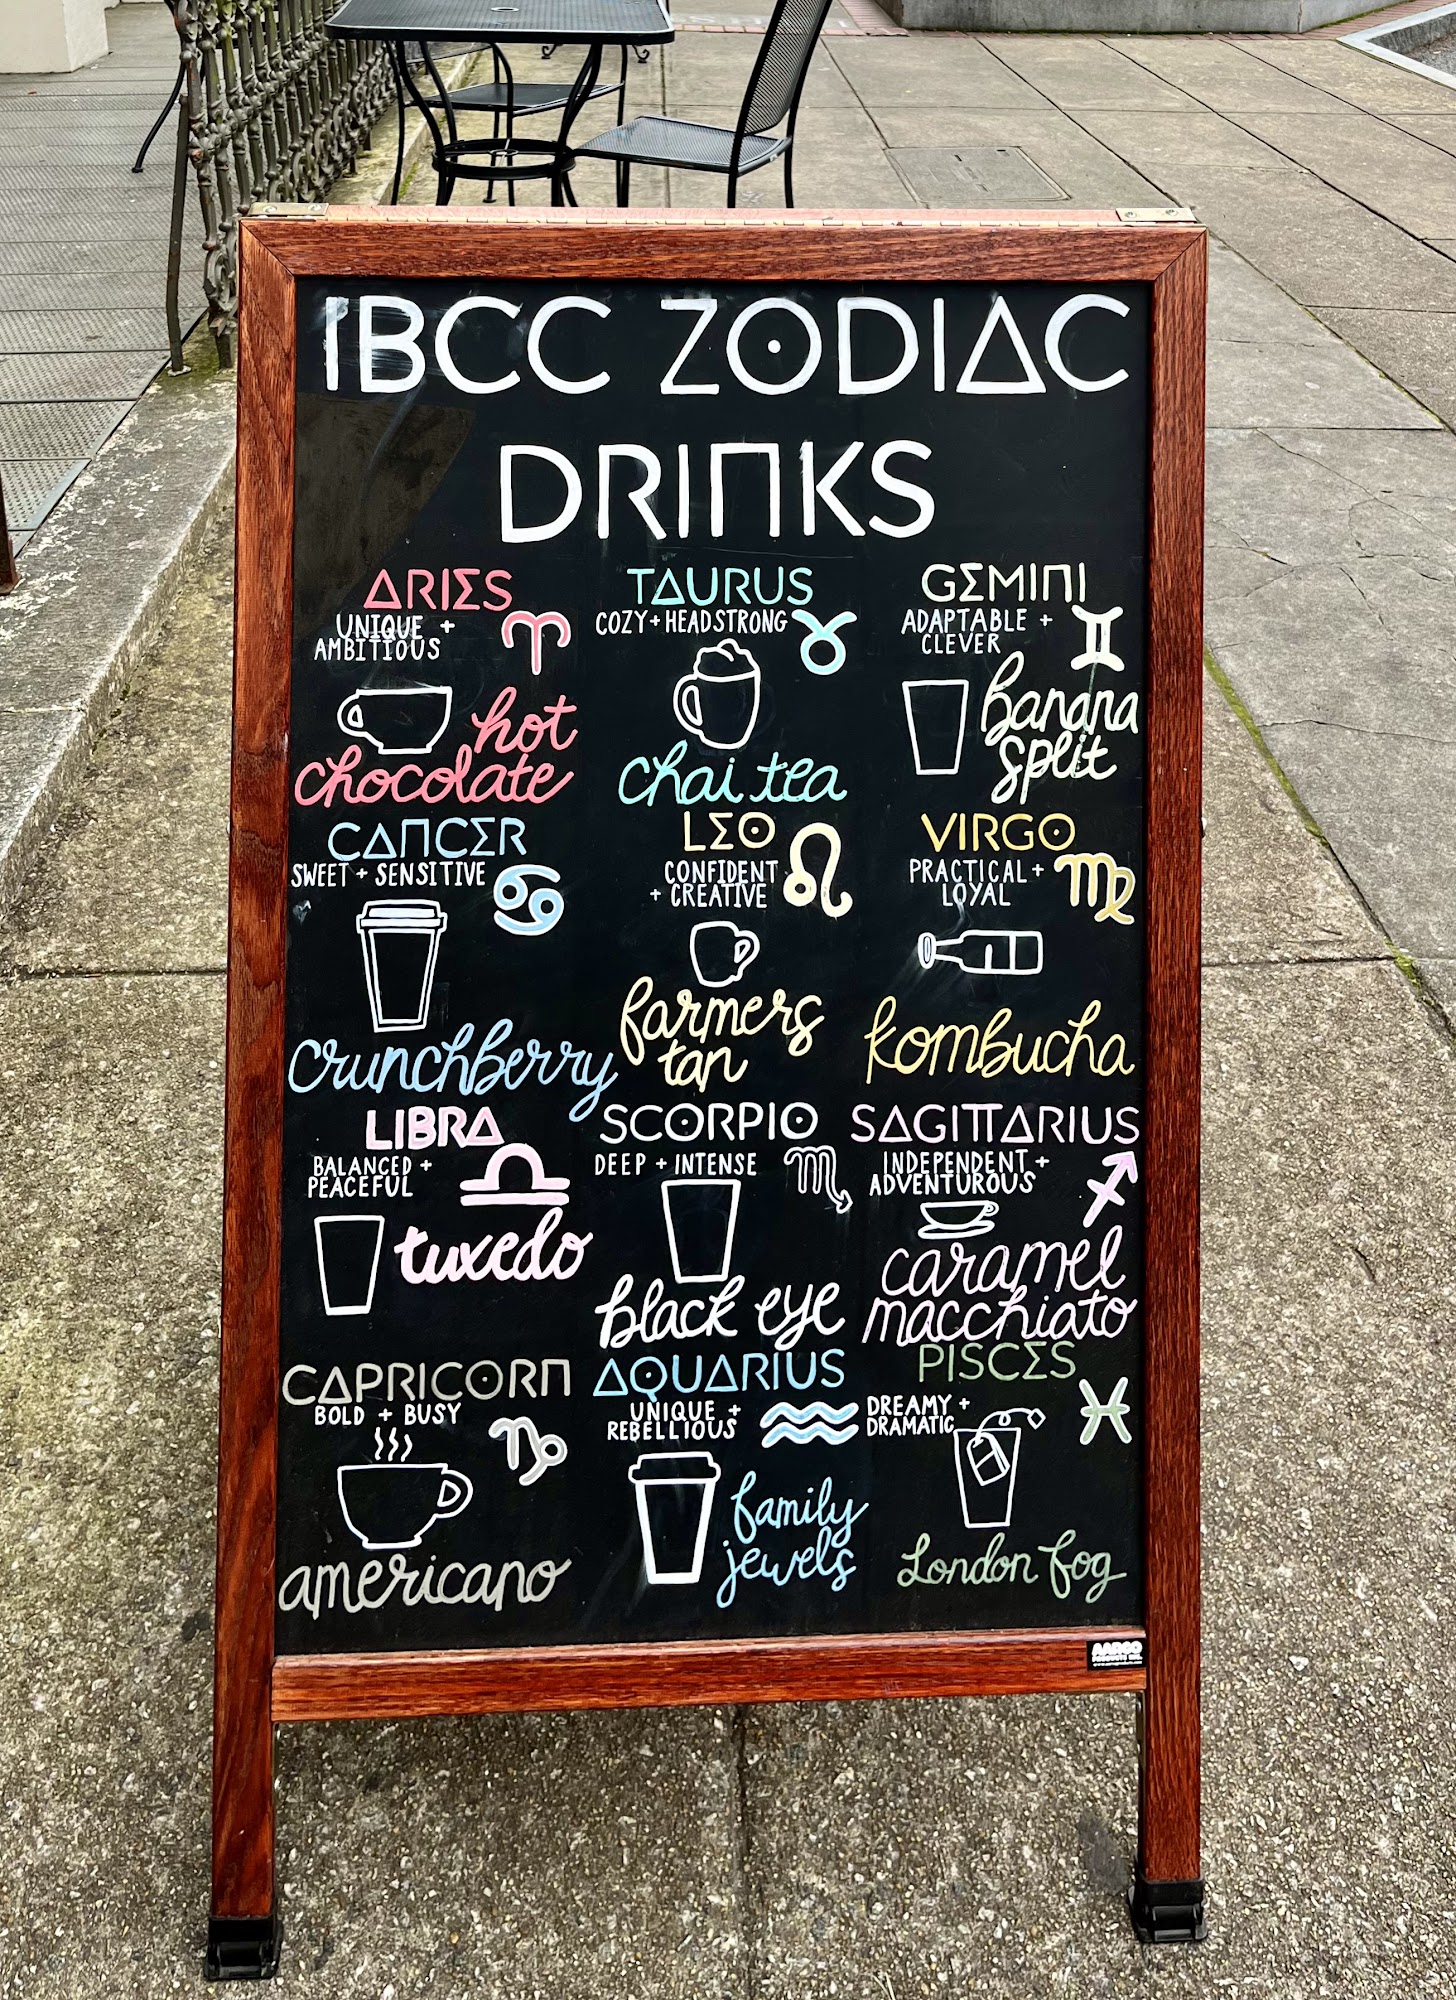 IBCC ZODIAC
DRINKS
ARIES
UNIQUE +
AMBITIOUS
hot
chocolate
TAURUS
COZY + HEADSTRONG
chai tea
GEMINI
ADAPTABLE +
CLEVER
banana
split
CANCER
SWEET + SENSITIVE
crunchberry
LEO
CONFIDENT
+ CREATIVE
farmers
tan
VIRGO
PRACTICAL +
LOYAL
kombucha
LIBRA
BALANCED +
PEACEFUL
tuxedo
SCORPIO
DEEP + INTENSE
black eye
SAGITTARIUS
INDEPENDENT +
ADVENTUROUS
caramel
macchiato
CAPRICORN
BOLD + BUSY
americano
AQUARIUS
UNIQUE +
REBELLIOUS
family
jewels
PISCES
DREAMY +
DRAMATIC
London fog
AARCO